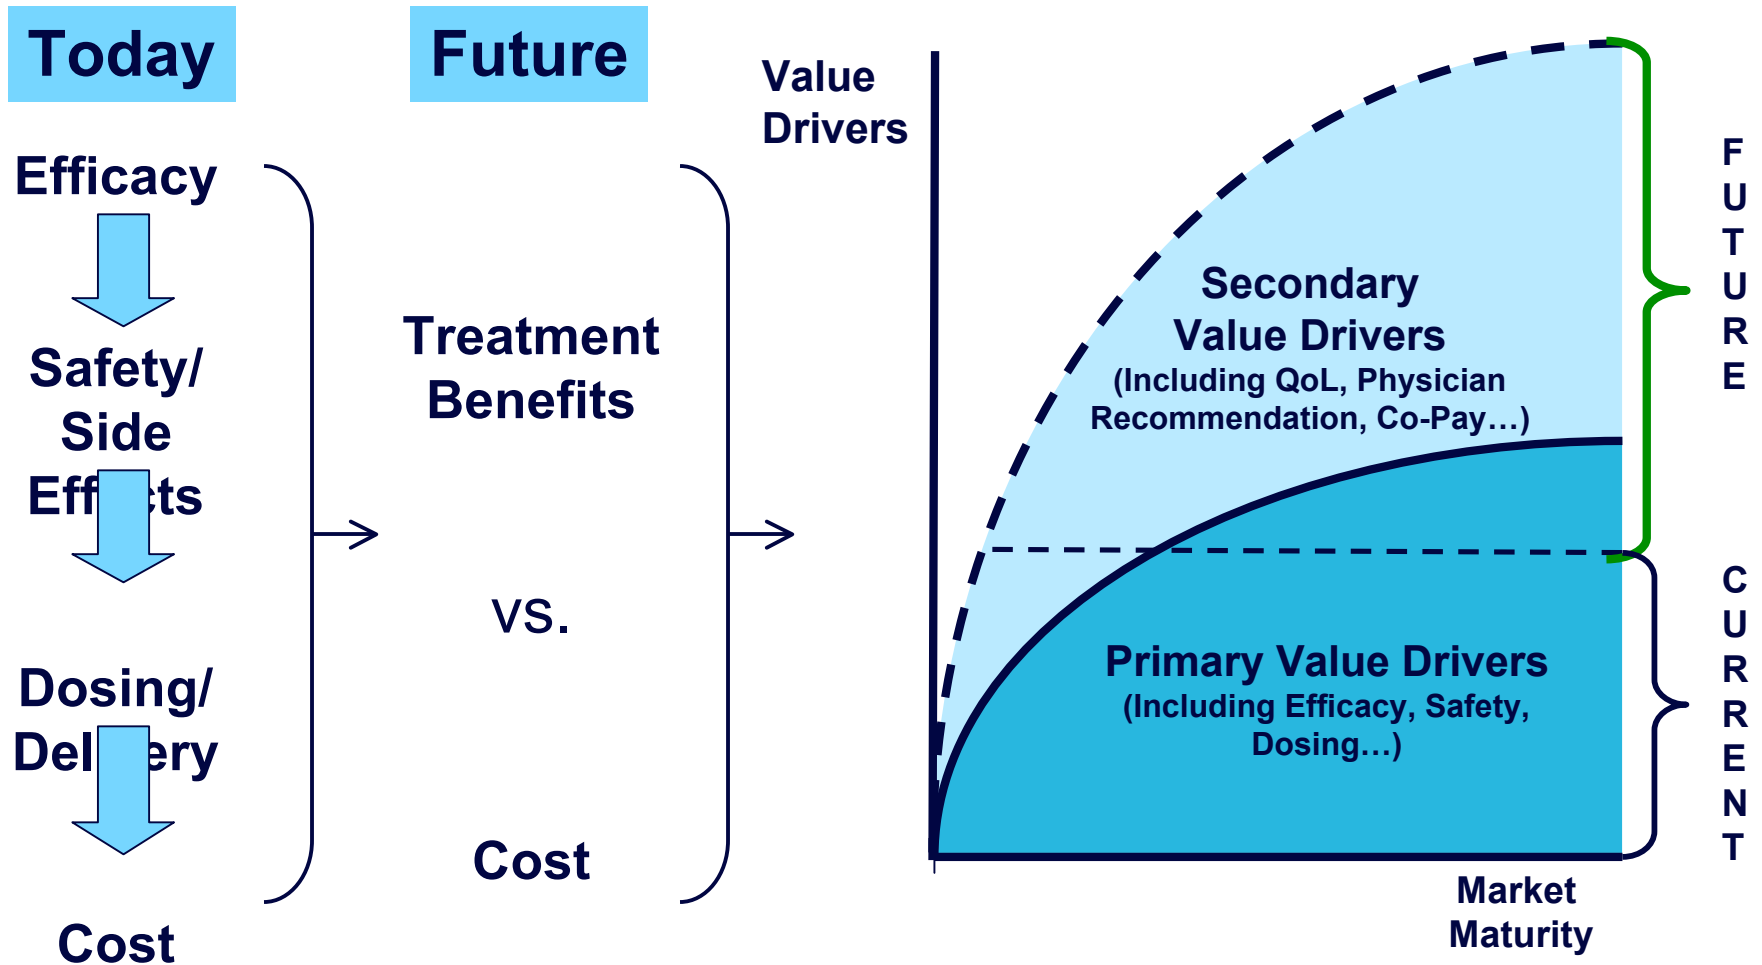 Today
Efficacy
Safety/
Side
Effects
Dosing/
Delivery
Cost
Future
Treatment
Benefits
vs.
Cost
Value
Drivers
Secondary
Value Drivers
(Including QoL, Physician
Recommendation, Co-Pay…)
Primary Value Drivers
(Including Efficacy, Safety,
Dosing…)
Market
Maturity
FUTURE
CURRENT